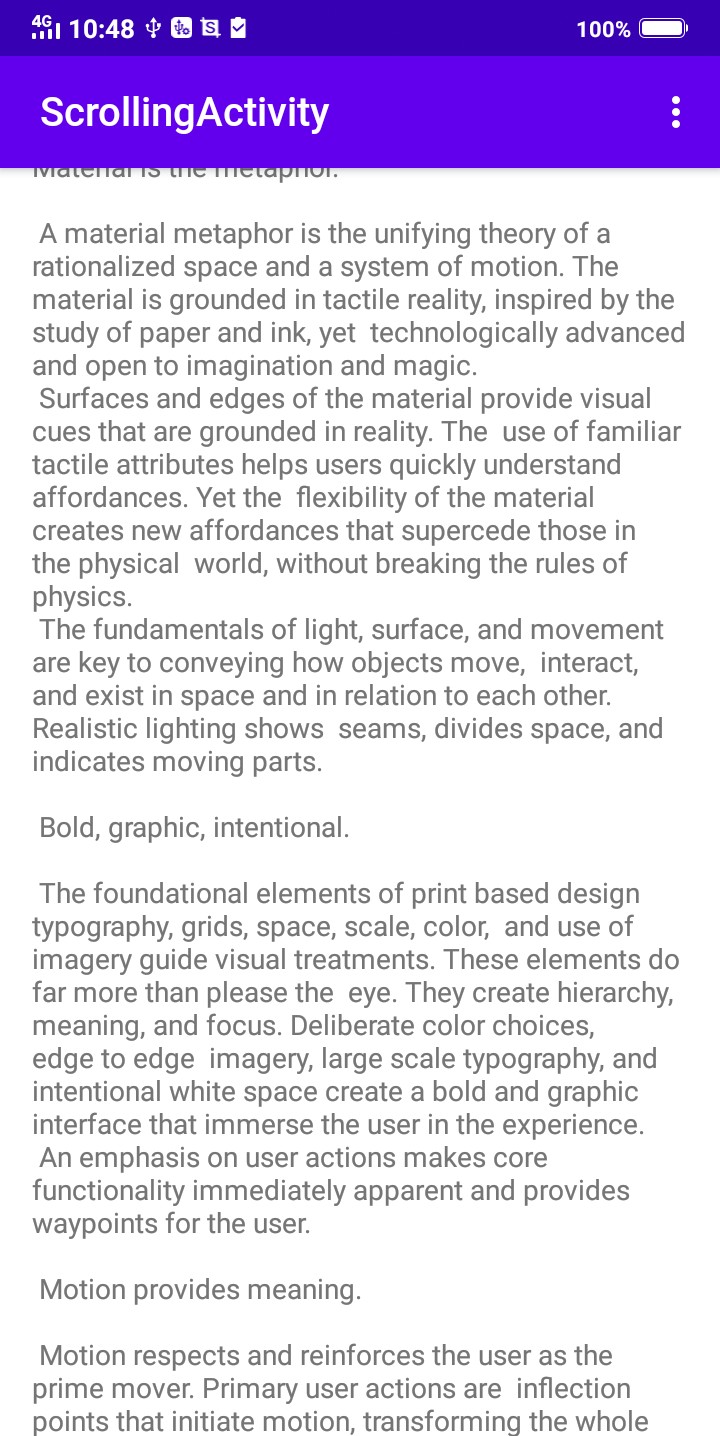 4G 10:48 100%
ScrollingActivity
Material is the metaphor.
A material metaphor is the unifying theory of a
rationalized space and a system of motion. The
material is grounded in tactile reality, inspired by the
study of paper and ink, yet  technologically advanced
and open to imagination and magic.
Surfaces and edges of the material provide visual
cues that are grounded in reality. The  use of familiar
tactile attributes helps users quickly understand
affordances. Yet the  flexibility of the material
creates new affordances that supercede those in
the physical  world, without breaking the rules of
physics.
The fundamentals of light, surface, and movement
are key to conveying how objects move,  interact,
and exist in space and in relation to each other.
Realistic lighting shows  seams, divides space, and
indicates moving parts.
Bold, graphic, intentional.
The foundational elements of print based design
typography, grids, space, scale, color,  and use of
imagery guide visual treatments. These elements do
far more than please the  eye. They create hierarchy,
meaning, and focus. Deliberate color choices,
edge to edge  imagery, large scale typography, and
intentional white space create a bold and graphic
interface that immerse the user in the experience.
An emphasis on user actions makes core
functionality immediately apparent and provides
waypoints for the user.
Motion provides meaning.
Motion respects and reinforces the user as the
prime mover. Primary user actions are  inflection
points that initiate motion, transforming the whole